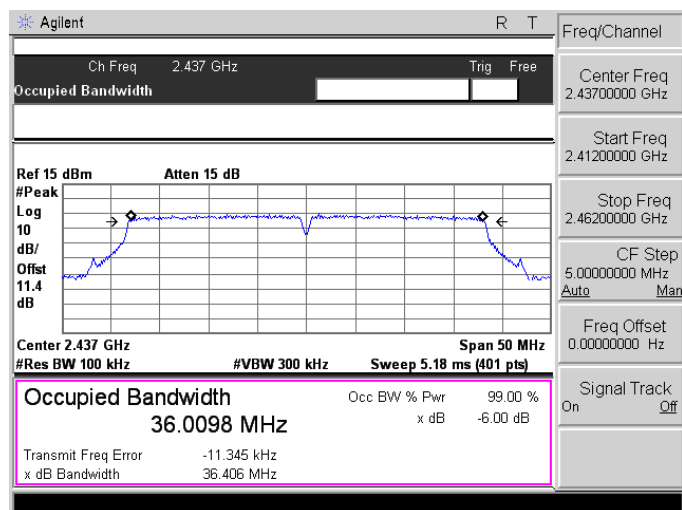 Agilent
R T
Freq/Channel
Ch Freq 2.437 GHz
Trig Free
Occupied Bandwidth
Center Freq
2.43700000 GHz
Start Freq
2.41200000 GHz
Stop Freq
2.46200000 GHz
CF Step
5.00000000 MHz
Auto Man
Freq Offset
0.00000000 Hz
Signal Track
On Off
Ref 15 dBm Atten 15 dB
#Peak
Log
10
dB/
Offst
11.4
dB
Center 2.437 GHz Span 50 MHz
#Res BW 100 kHz #VBW 300 kHz Sweep 5.18 ms (401 pts)
Occupied Bandwidth
36.0098 MHz
Occ BW % Pwr 99.00 %
x dB -6.00 dB
Transmit Freq Error -11.345 kHz
x dB Bandwidth 36.406 MHz